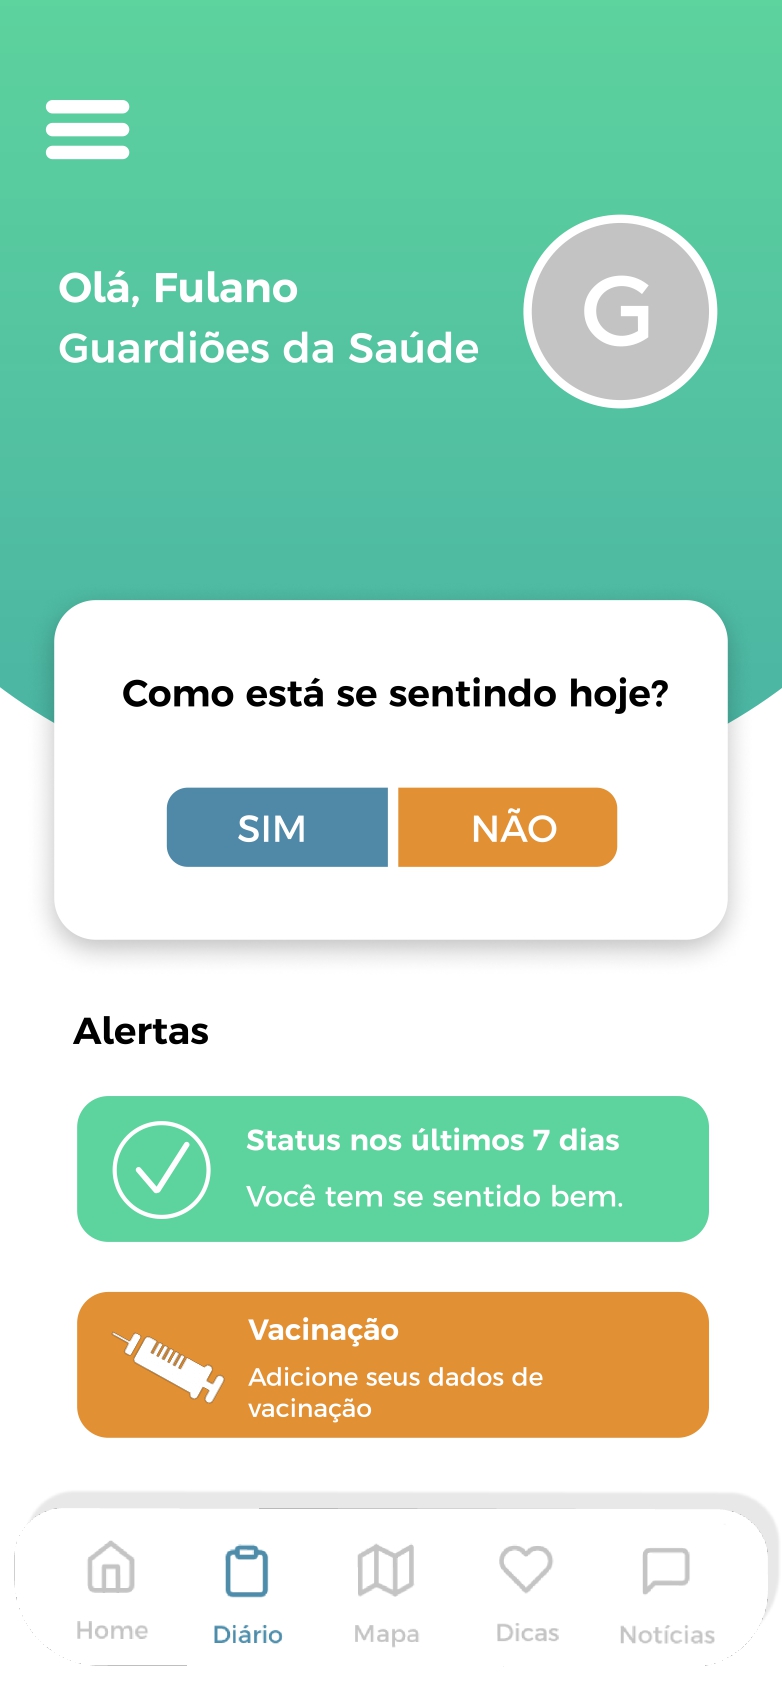 Olá, Fulano
Guardiões da Saúde
G
Como está se sentindo hoje?
SIM
NÃO
Alertas
Status nos últimos 7 dias
Você tem se sentido bem.
Vacinação
Adicione seus dados de
vacinação
Home
Diário
Mapa
Dicas
Notícias